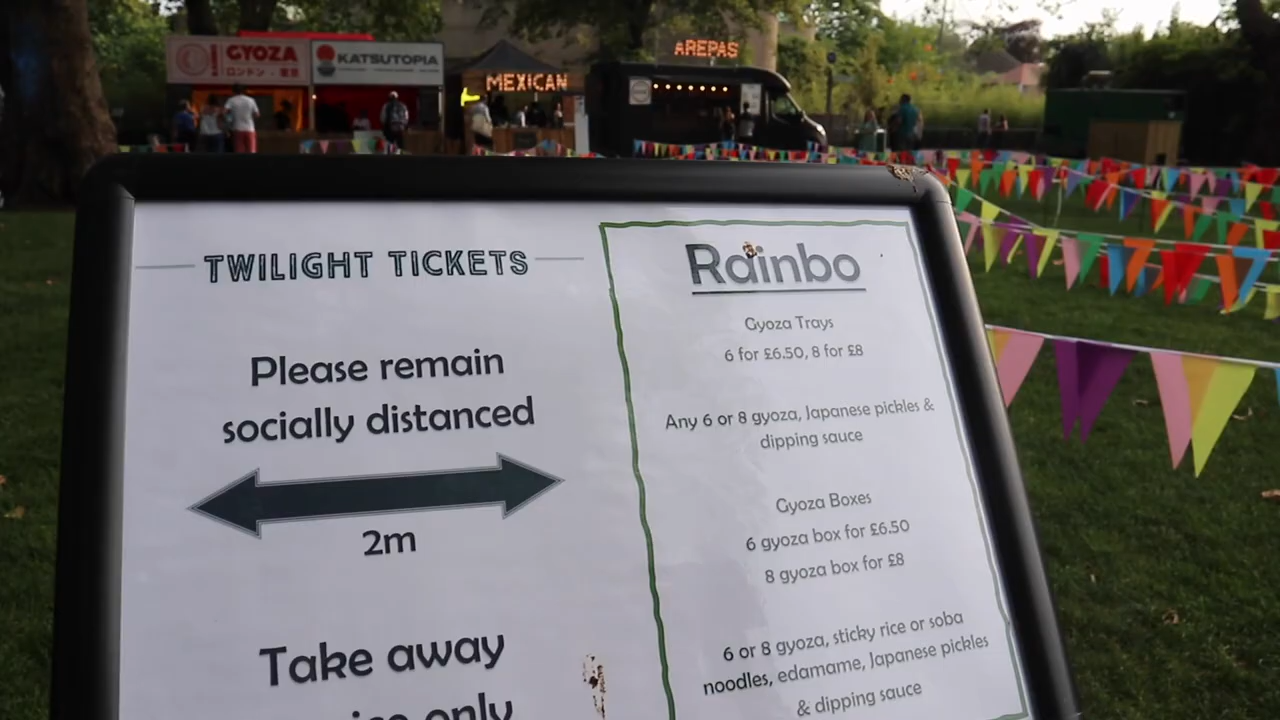 GYOZA
ロンドン・東京
KATSUTOPIA
MEXICAN
AREPAS
TWILIGHT TICKETS
Please remain
socially distanced
2m
Take away
only
Rainbo
Gyoza Trays
6 for £6.50, 8 for £8
Any 6 or 8 gyoza, Japanese pickles &
dipping sauce
Gyoza Boxes
6 gyoza box for £6.50
8 gyoza box for £8
6 or 8 gyoza, sticky rice or soba
noodles, edamame, Japanese pickles
& dipping sauce